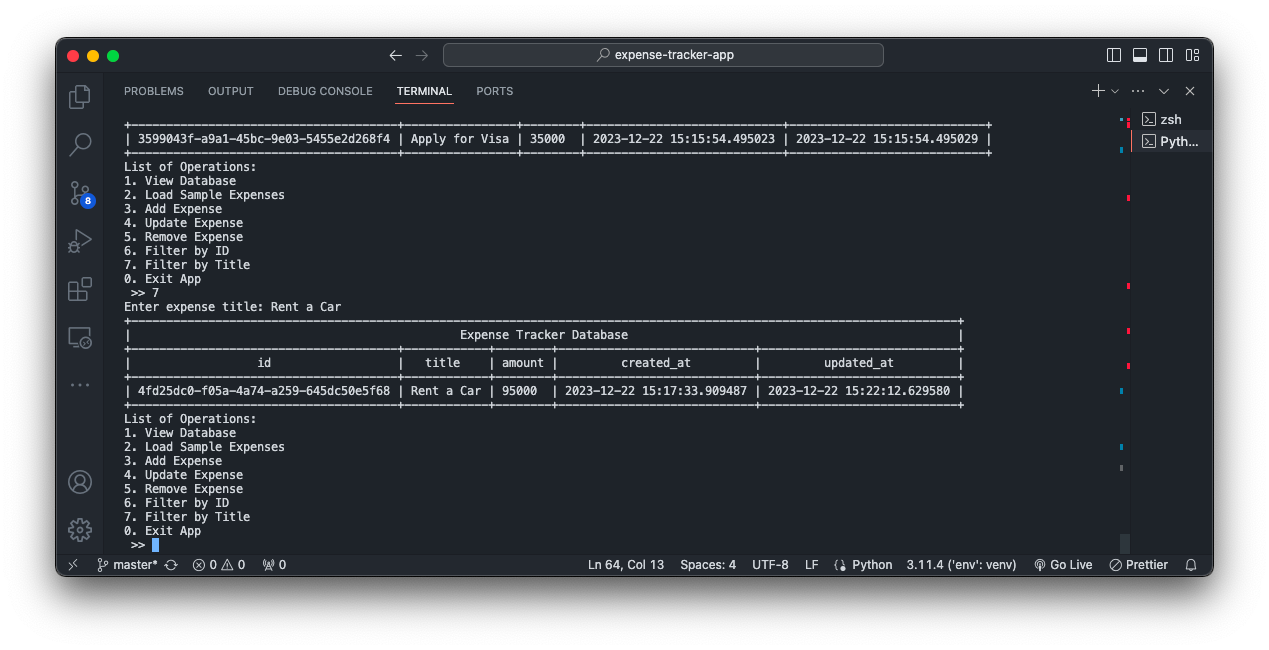 expense-tracker-app
PROBLEMS OUTPUT DEBUG CONSOLE TERMINAL PORTS
zsh
Pyth...
8
+--------------------------------------+----------------+--------+----------------------------+----------------------------+
| 3599043f-a9a1-45bc-9e03-5455e2d268f4 | Apply for Visa | 35000  | 2023-12-22 15:15:54.495023 | 2023-12-22 15:15:54.495029 |
+--------------------------------------+----------------+--------+----------------------------+----------------------------+
List of Operations:
1. View Database
2. Load Sample Expenses
3. Add Expense
4. Update Expense
5. Remove Expense
6. Filter by ID
7. Filter by Title
0. Exit App
>> 7
Enter expense title: Rent a Car
+----------------------------------------------------------------------------------------------------------------------+
| Expense Tracker Database |
+--------------------------------------+------------+--------+----------------------------+----------------------------+
| id | title | amount | created_at | updated_at |
+--------------------------------------+------------+--------+----------------------------+----------------------------+
| 4fd25dc0-f05a-4a74-a259-645dc50e5f68 | Rent a Car | 95000  | 2023-12-22 15:17:33.909487 | 2023-12-22 15:22:12.629580 |
+--------------------------------------+------------+--------+----------------------------+----------------------------+
List of Operations:
1. View Database
2. Load Sample Expenses
3. Add Expense
4. Update Expense
5. Remove Expense
6. Filter by ID
7. Filter by Title
0. Exit App
>>
master* 0 0 0 Ln 64, Col 13 Spaces: 4 UTF-8 LF Python 3.11.4 ('env': venv) Go Live Prettier